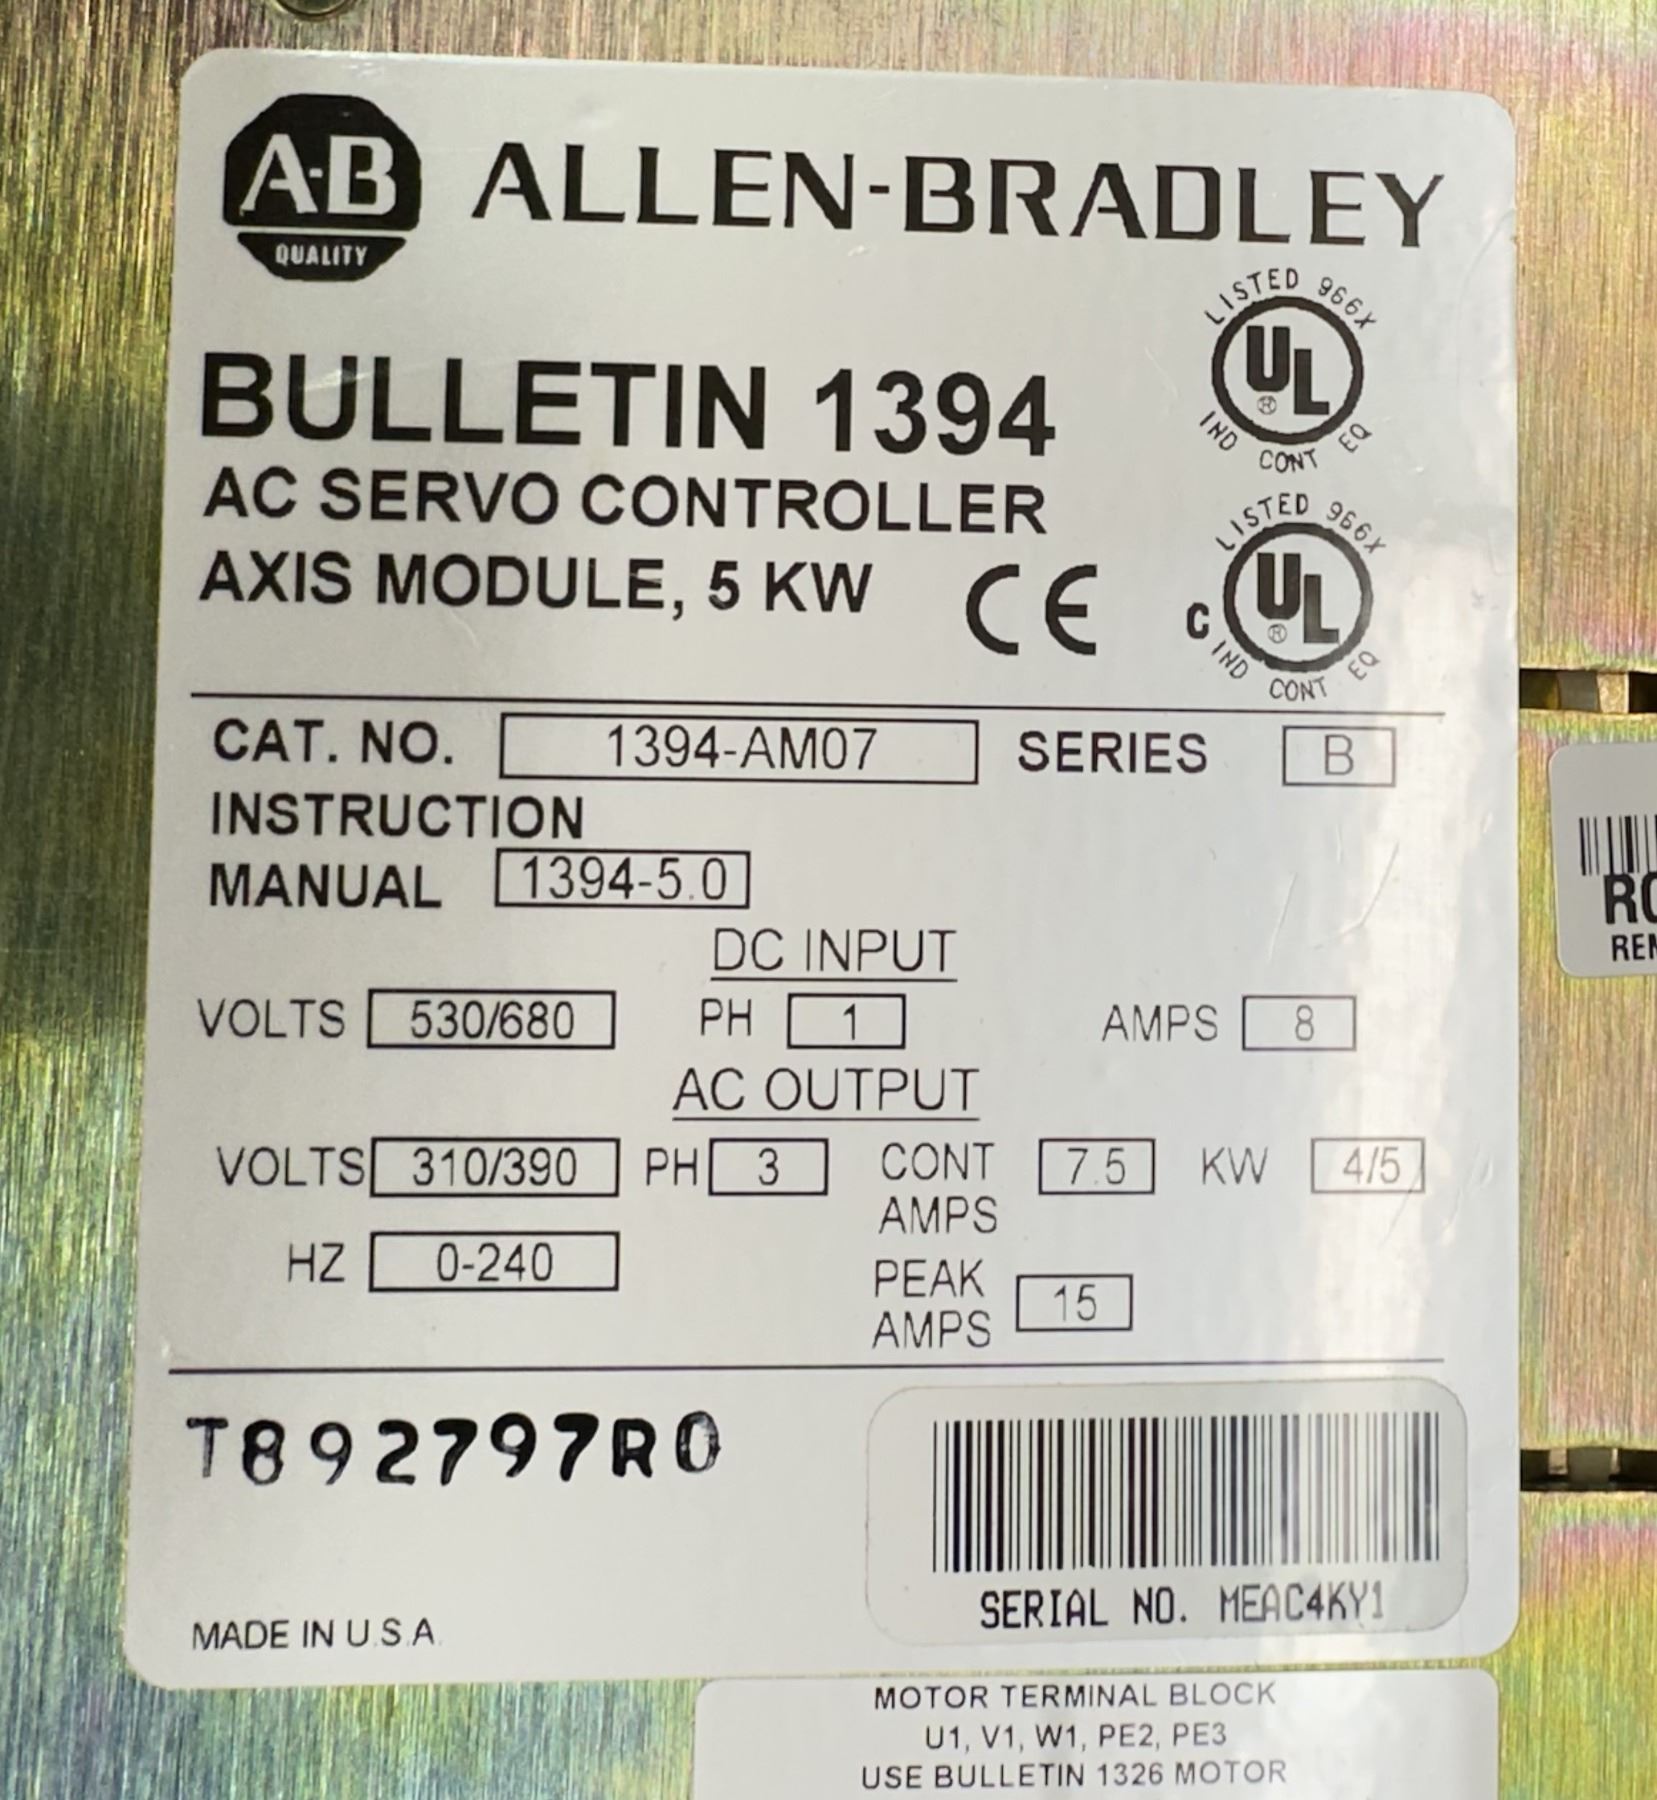 A-B
QUALITY
ALLEN-BRADLEY
LISTED 966X
UL
®
IND CONT EQ
BULLETIN 1394
AC SERVO CONTROLLER
AXIS MODULE, 5 KW
CE
LISTED 966X
C UL
®
IND CONT EQ
CAT. NO. 1394-AM07 SERIES B
INSTRUCTION
MANUAL 1394-5.0
DC INPUT
VOLTS 530/680 PH 1 AMPS 8
AC OUTPUT
VOLTS 310/390 PH 3 CONT AMPS 7.5 KW 4/5
HZ 0-240 PEAK AMPS 15
T892797R0
SERIAL NO. MEAC4KY1
MADE IN U.S.A.
MOTOR TERMINAL BLOCK
U1, V1, W1, PE2, PE3
USE BULLETIN 1326 MOTOR